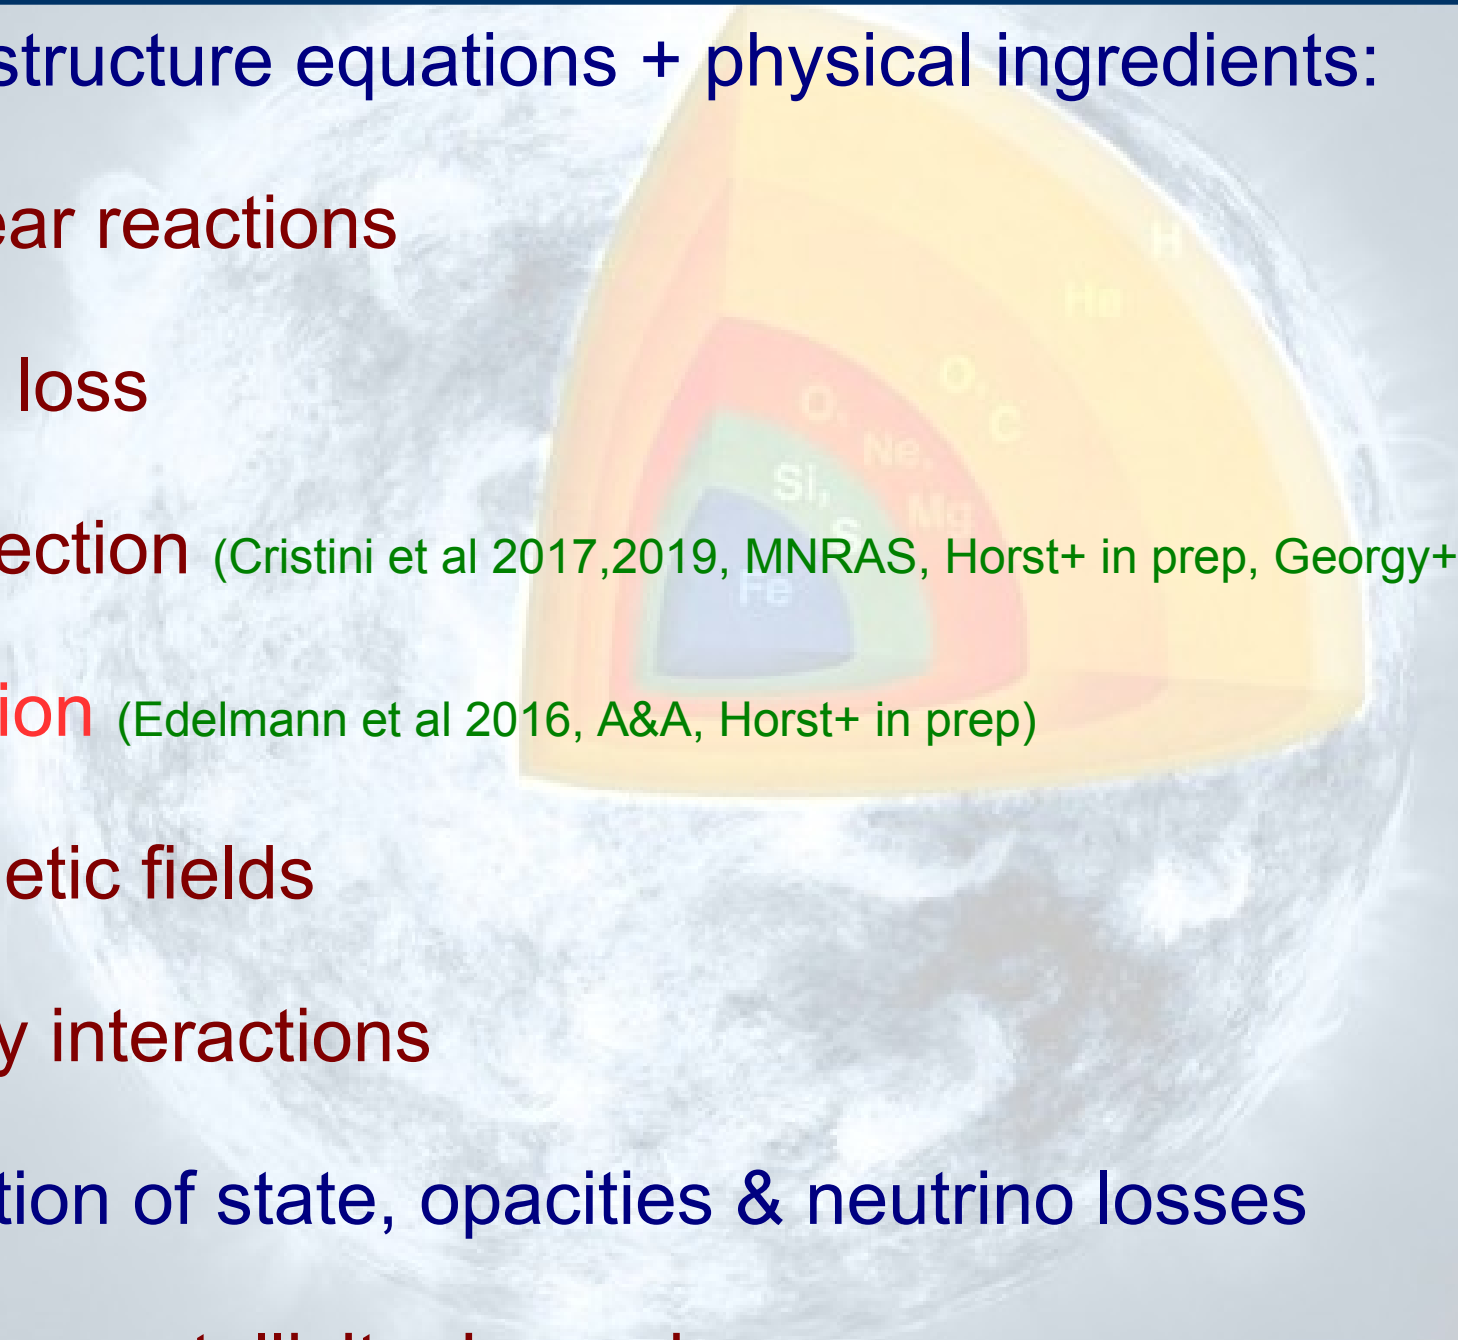 structure equations + physical ingredients:
ear reactions
H
He
loss
O, C
O, Ne, Mg
Si, S
ection (Cristini et al 2017,2019, MNRAS, Horst+ in prep, Georgy+
Fe
ion (Edelmann et al 2016, A&A, Horst+ in prep)
etic fields
y interactions
tion of state, opacities & neutrino losses